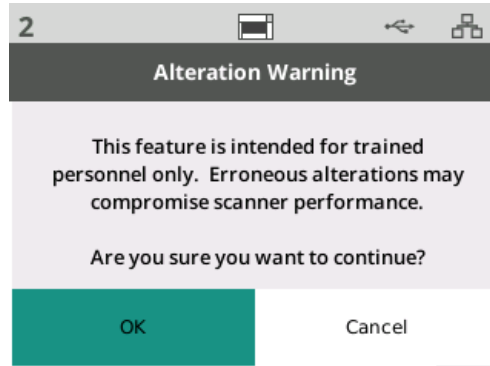 2
Alteration Warning
This feature is intended for trained
personnel only.  Erroneous alterations may
compromise scanner performance.
Are you sure you want to continue?
OK
Cancel